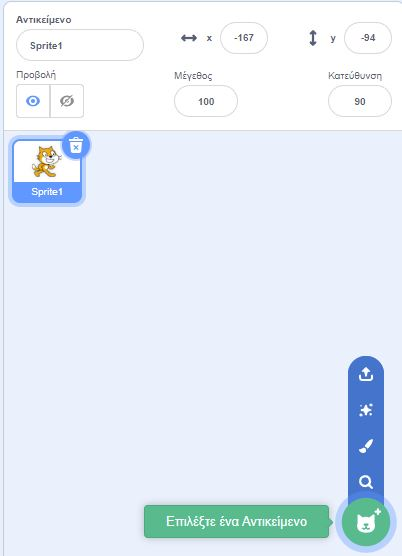 Αντικείμενο
Sprite1
x
-167
y
-94
Προβολή
Μέγεθος
Κατεύθυνση
100
90
Sprite1
Επιλέξτε ένα Αντικείμενο